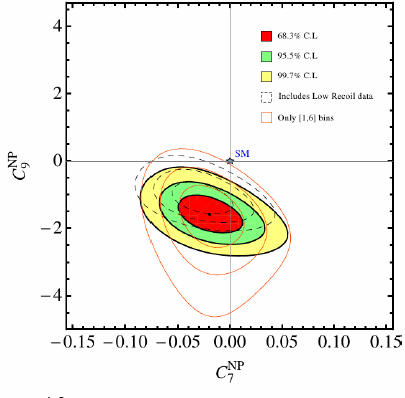 68.3% C.L
95.5% C.L
99.7% C.L
Includes Low Recoil data
Only [1,6] bins
SM
4
2
0
−2
−4
C_9^NP
−0.15 −0.10 −0.05 0.00 0.05 0.10 0.15
C_7^NP